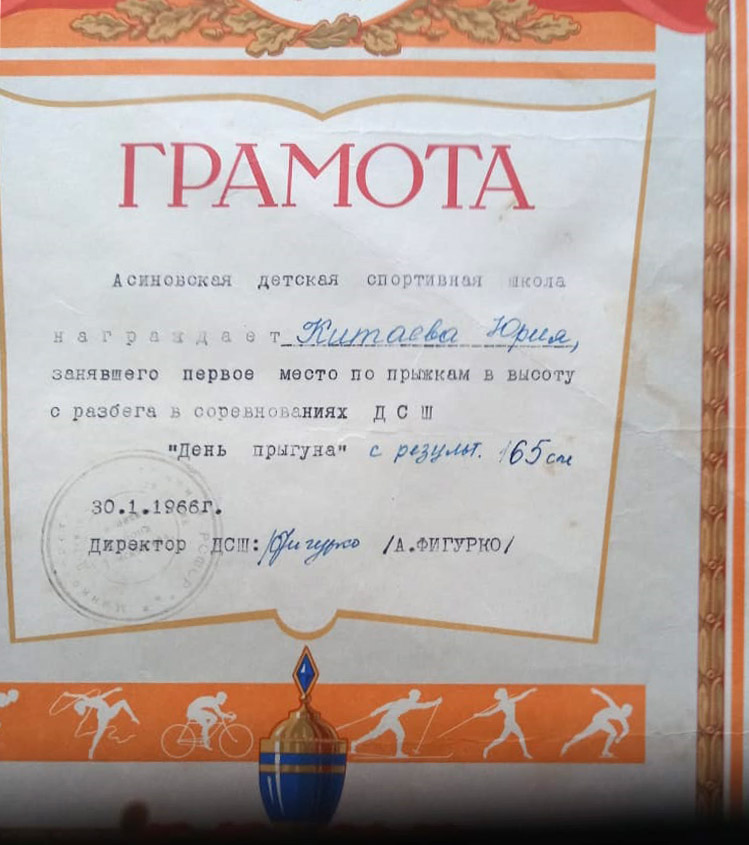 ГРАМОТА
Асиновская детская спортивная школа
награждает Китаева Юрия,
занявшего первое место по прыжкам в высоту
с разбега в соревнованиях ДСШ
"День прыгуна" с результ. 165 см
30.1.1966г.
Директор ДСШ: Фигурко /А.ФИГУРКО/
РСФСР